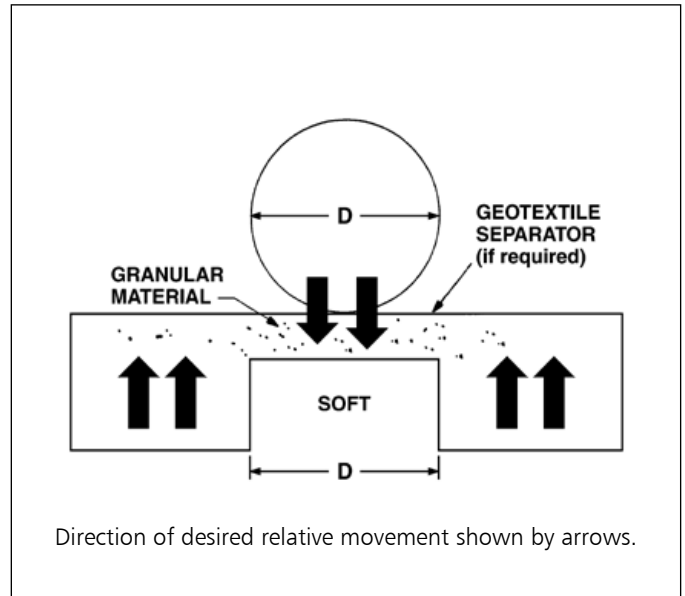 D
GEOTEXTILE
SEPARATOR
(if required)
GRANULAR
MATERIAL
SOFT
D
Direction of desired relative movement shown by arrows.